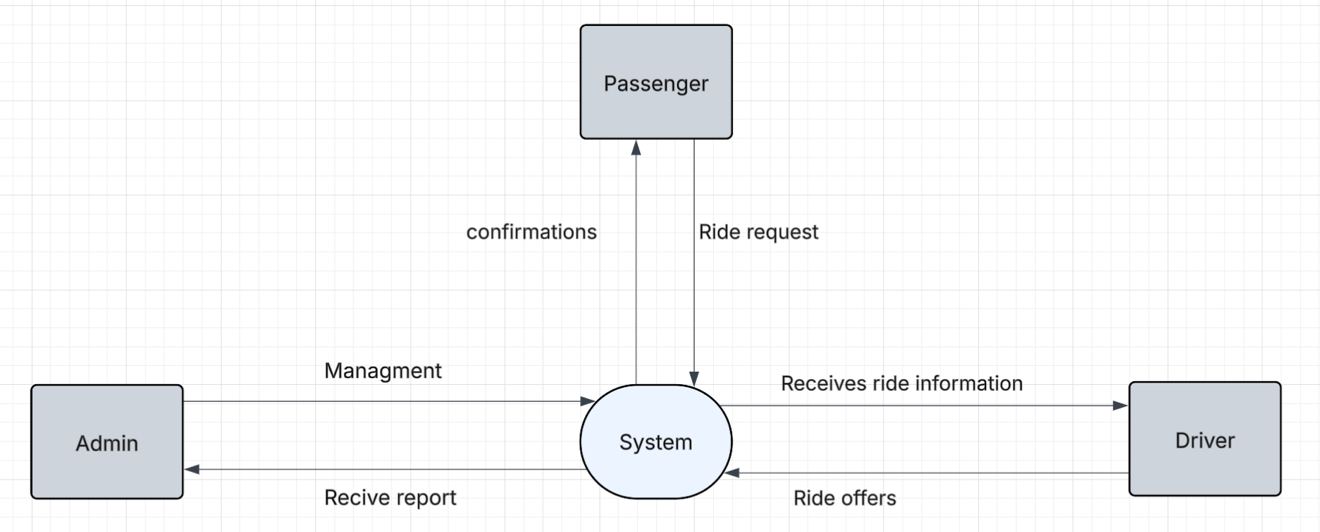 Passenger
confirmations
Ride request
Managment
Receives ride information
Admin
System
Driver
Recive report
Ride offers